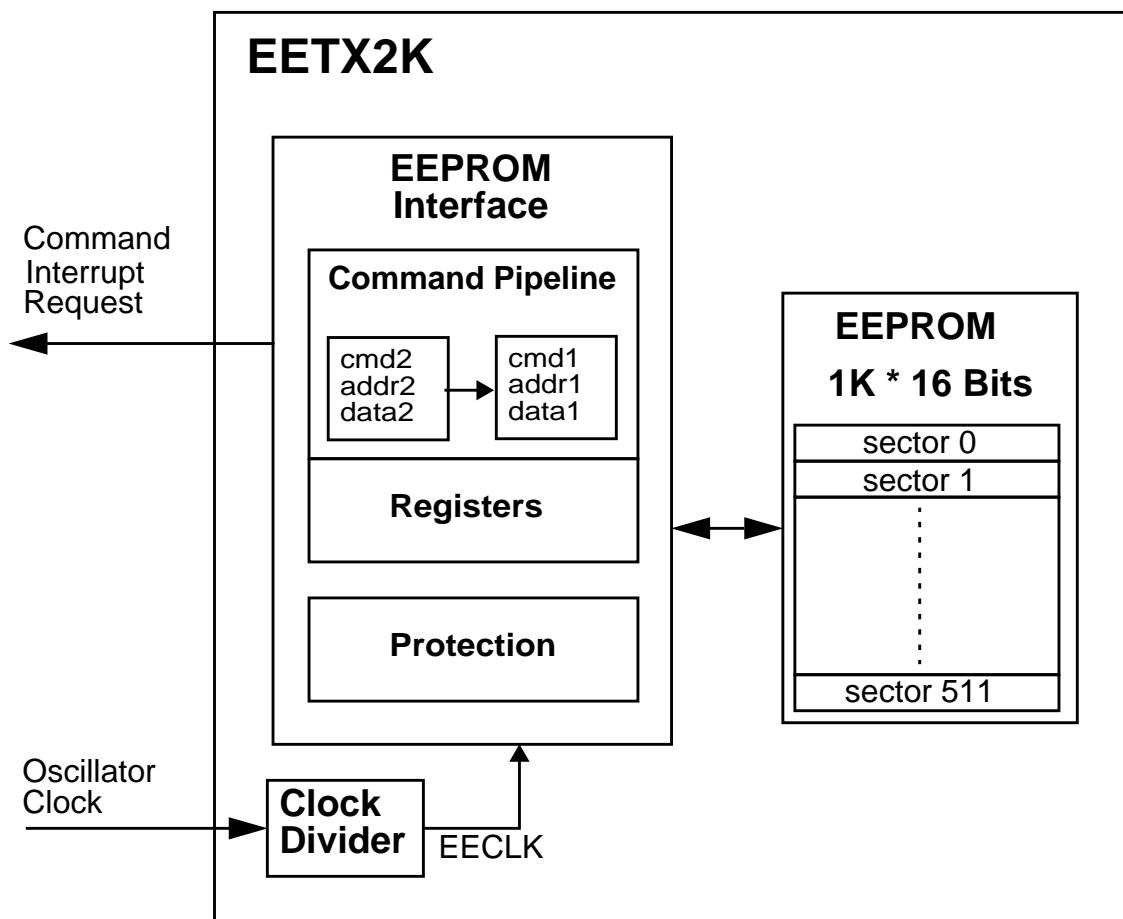 EETX2K
EEPROM
Interface
Command
Interrupt
Request
Command Pipeline
cmd2
addr2
data2
cmd1
addr1
data1
Registers
Protection
EEPROM
1K * 16 Bits
sector 0
sector 1
sector 511
Oscillator
Clock
Clock
Divider
EECLK